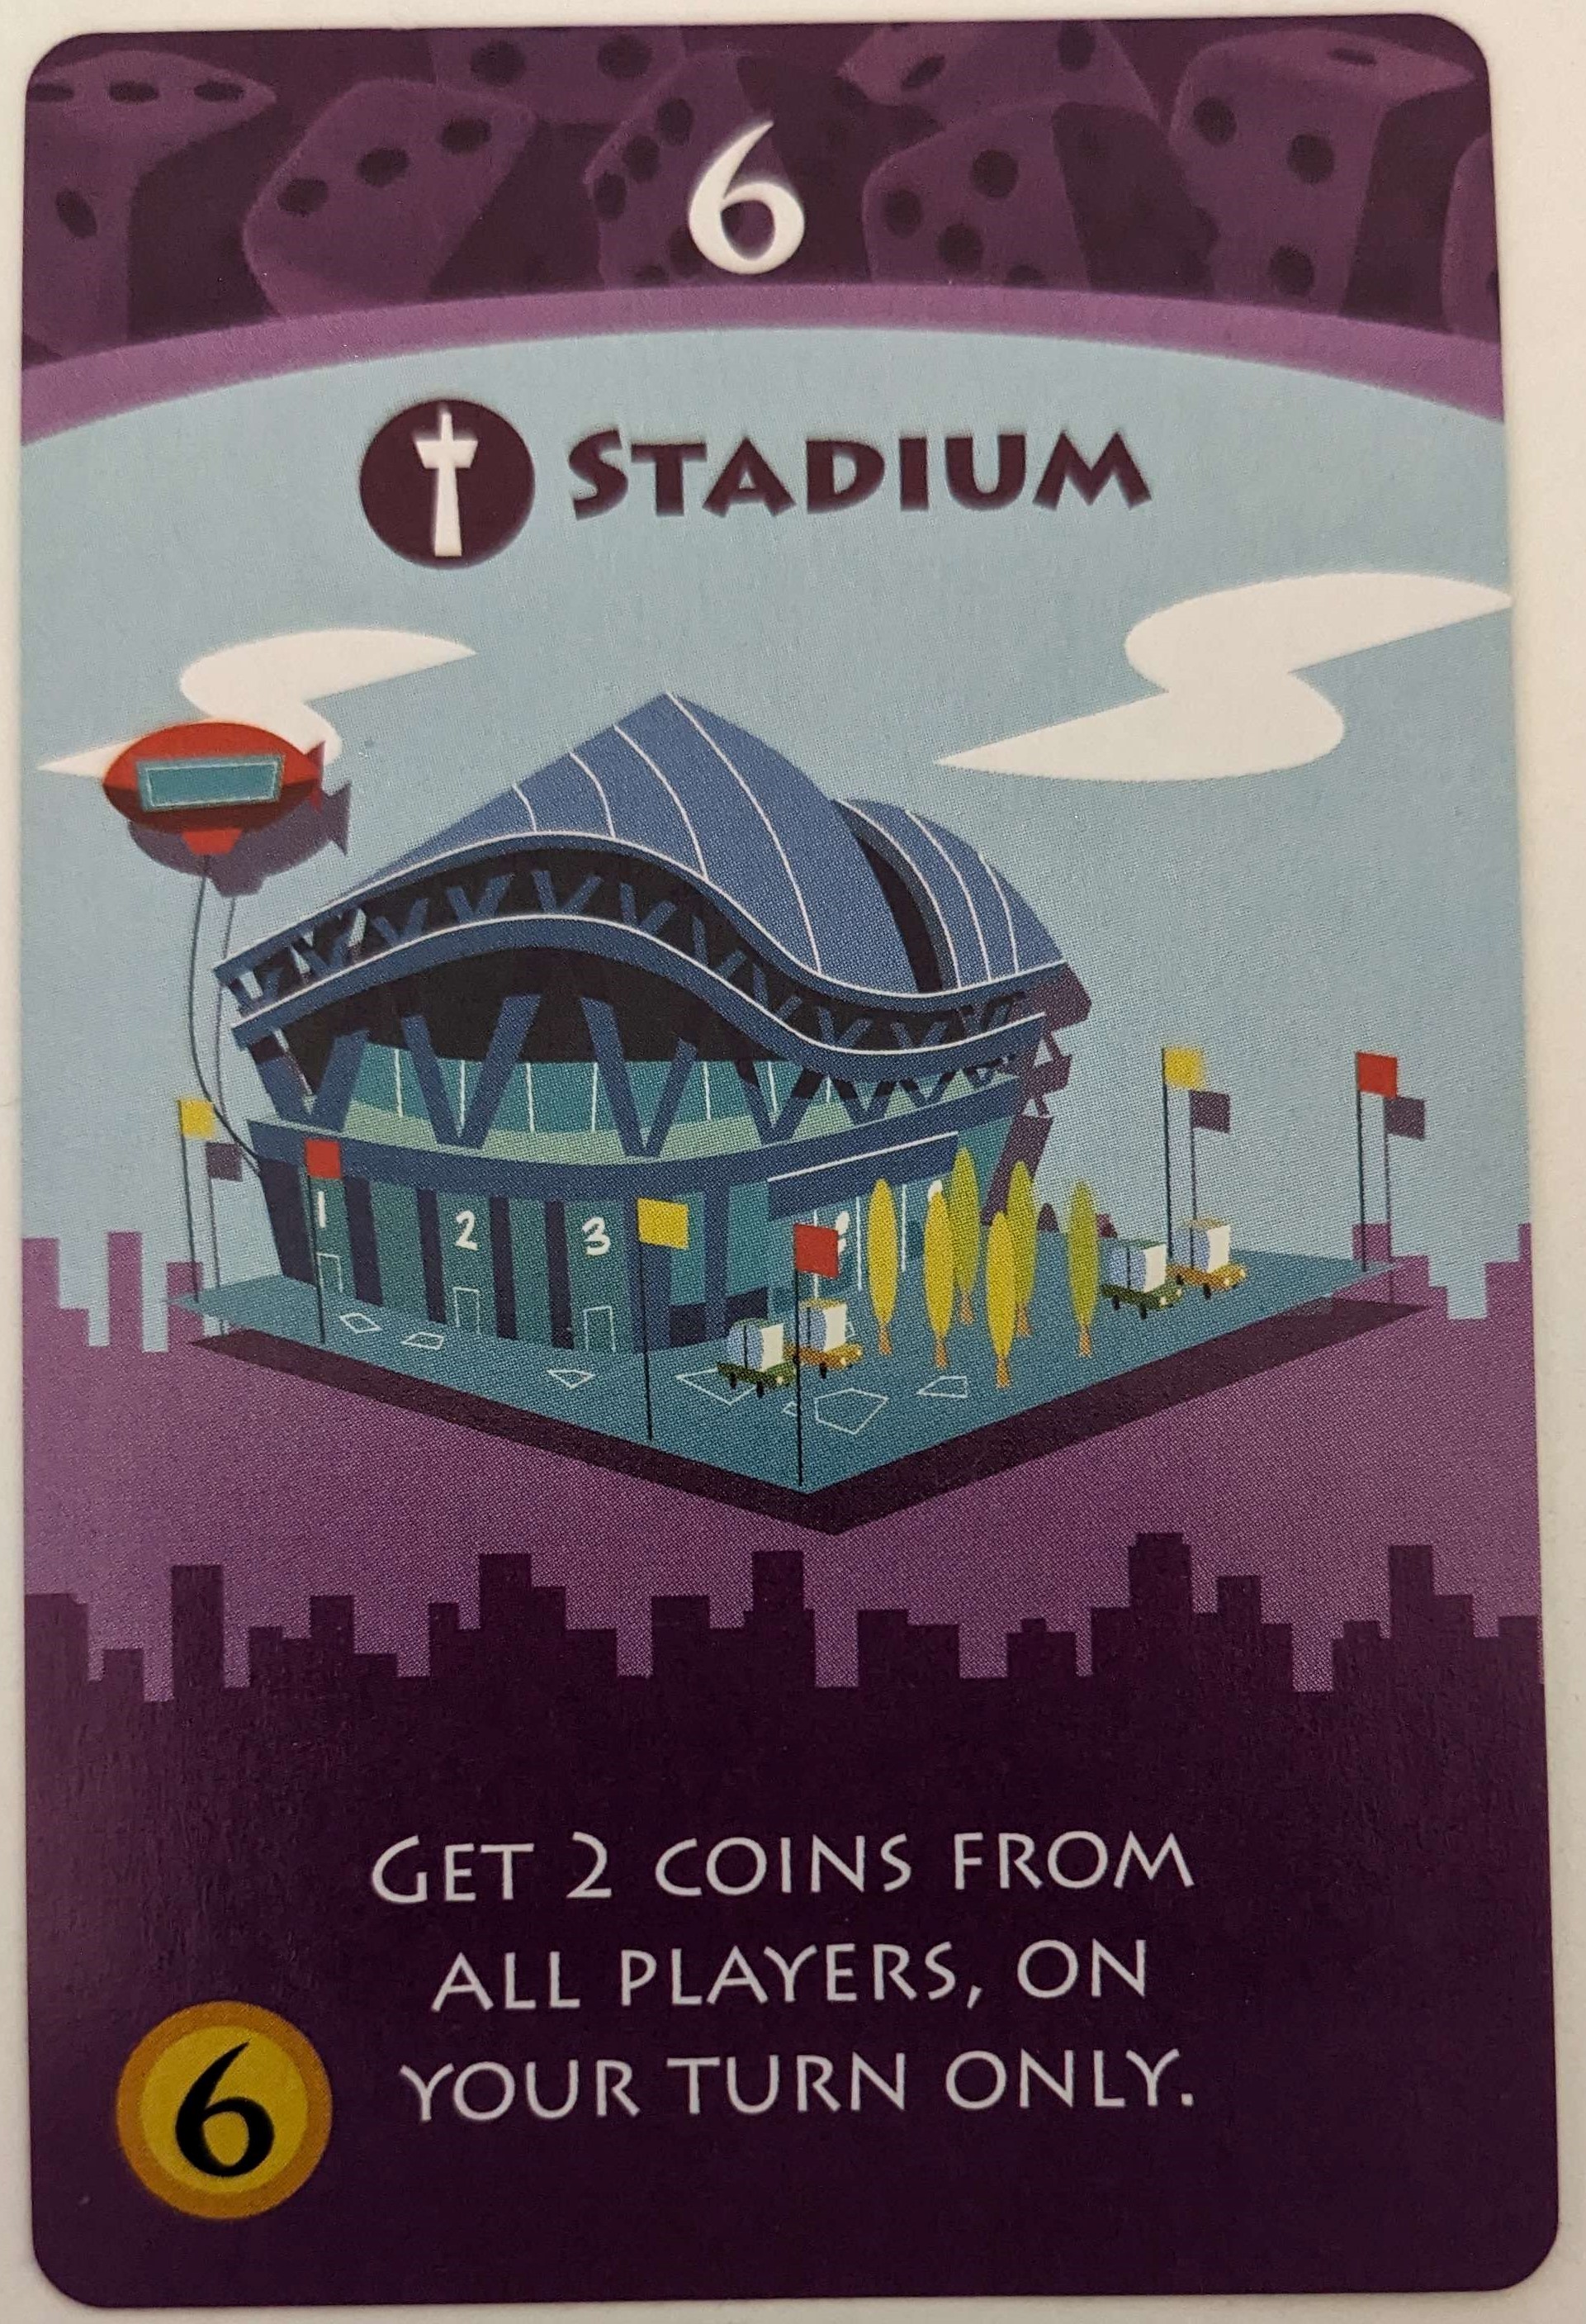 6
STADIUM
1
2
3
GET 2 COINS FROM
ALL PLAYERS, ON
YOUR TURN ONLY.
6